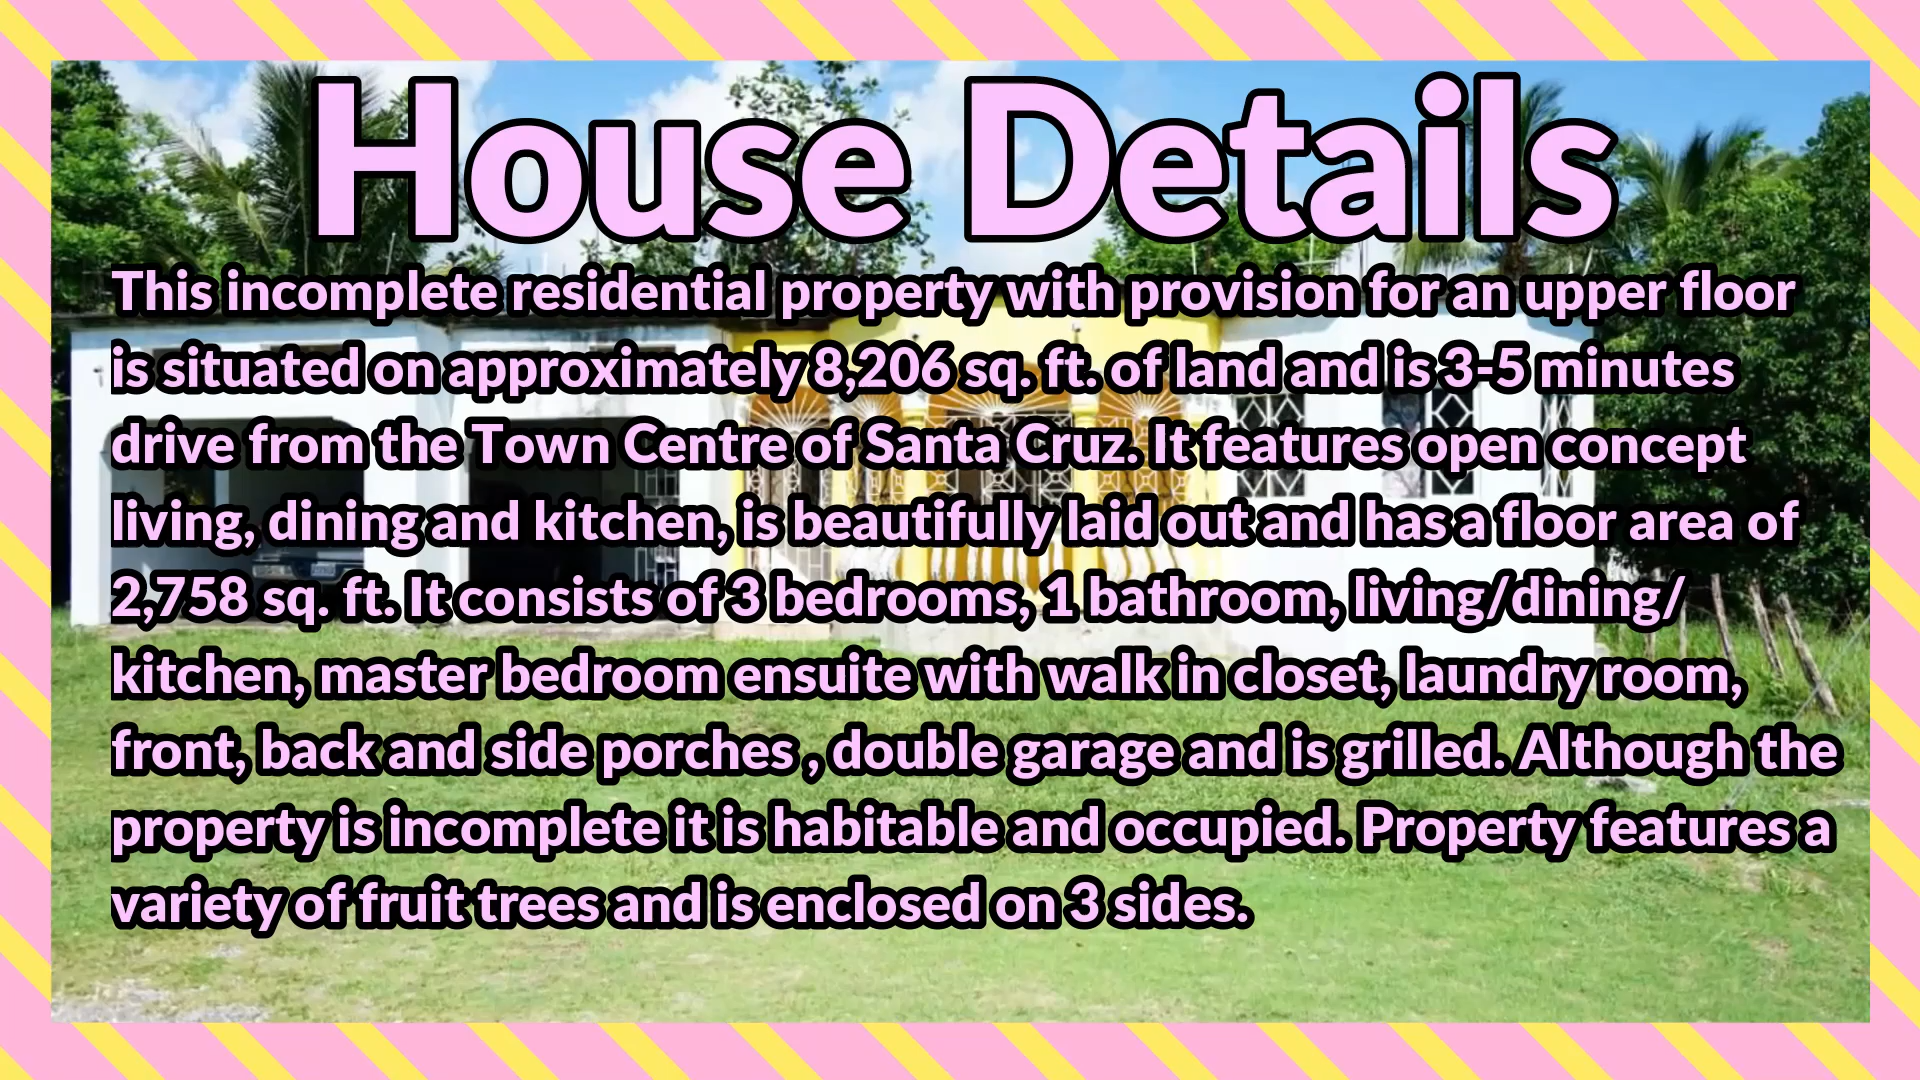 House Details
This incomplete residential property with provision for an upper floor
is situated on approximately 8,206 sq. ft. of land and is 3-5 minutes
drive from the Town Centre of Santa Cruz. It features open concept
living, dining and kitchen, is beautifully laid out and has a floor area of
2,758 sq. ft. It consists of 3 bedrooms, 1 bathroom, living/dining/
kitchen, master bedroom ensuite with walk in closet, laundry room,
front, back and side porches , double garage and is grilled. Although the
property is incomplete it is habitable and occupied. Property features a
variety of fruit trees and is enclosed on 3 sides.